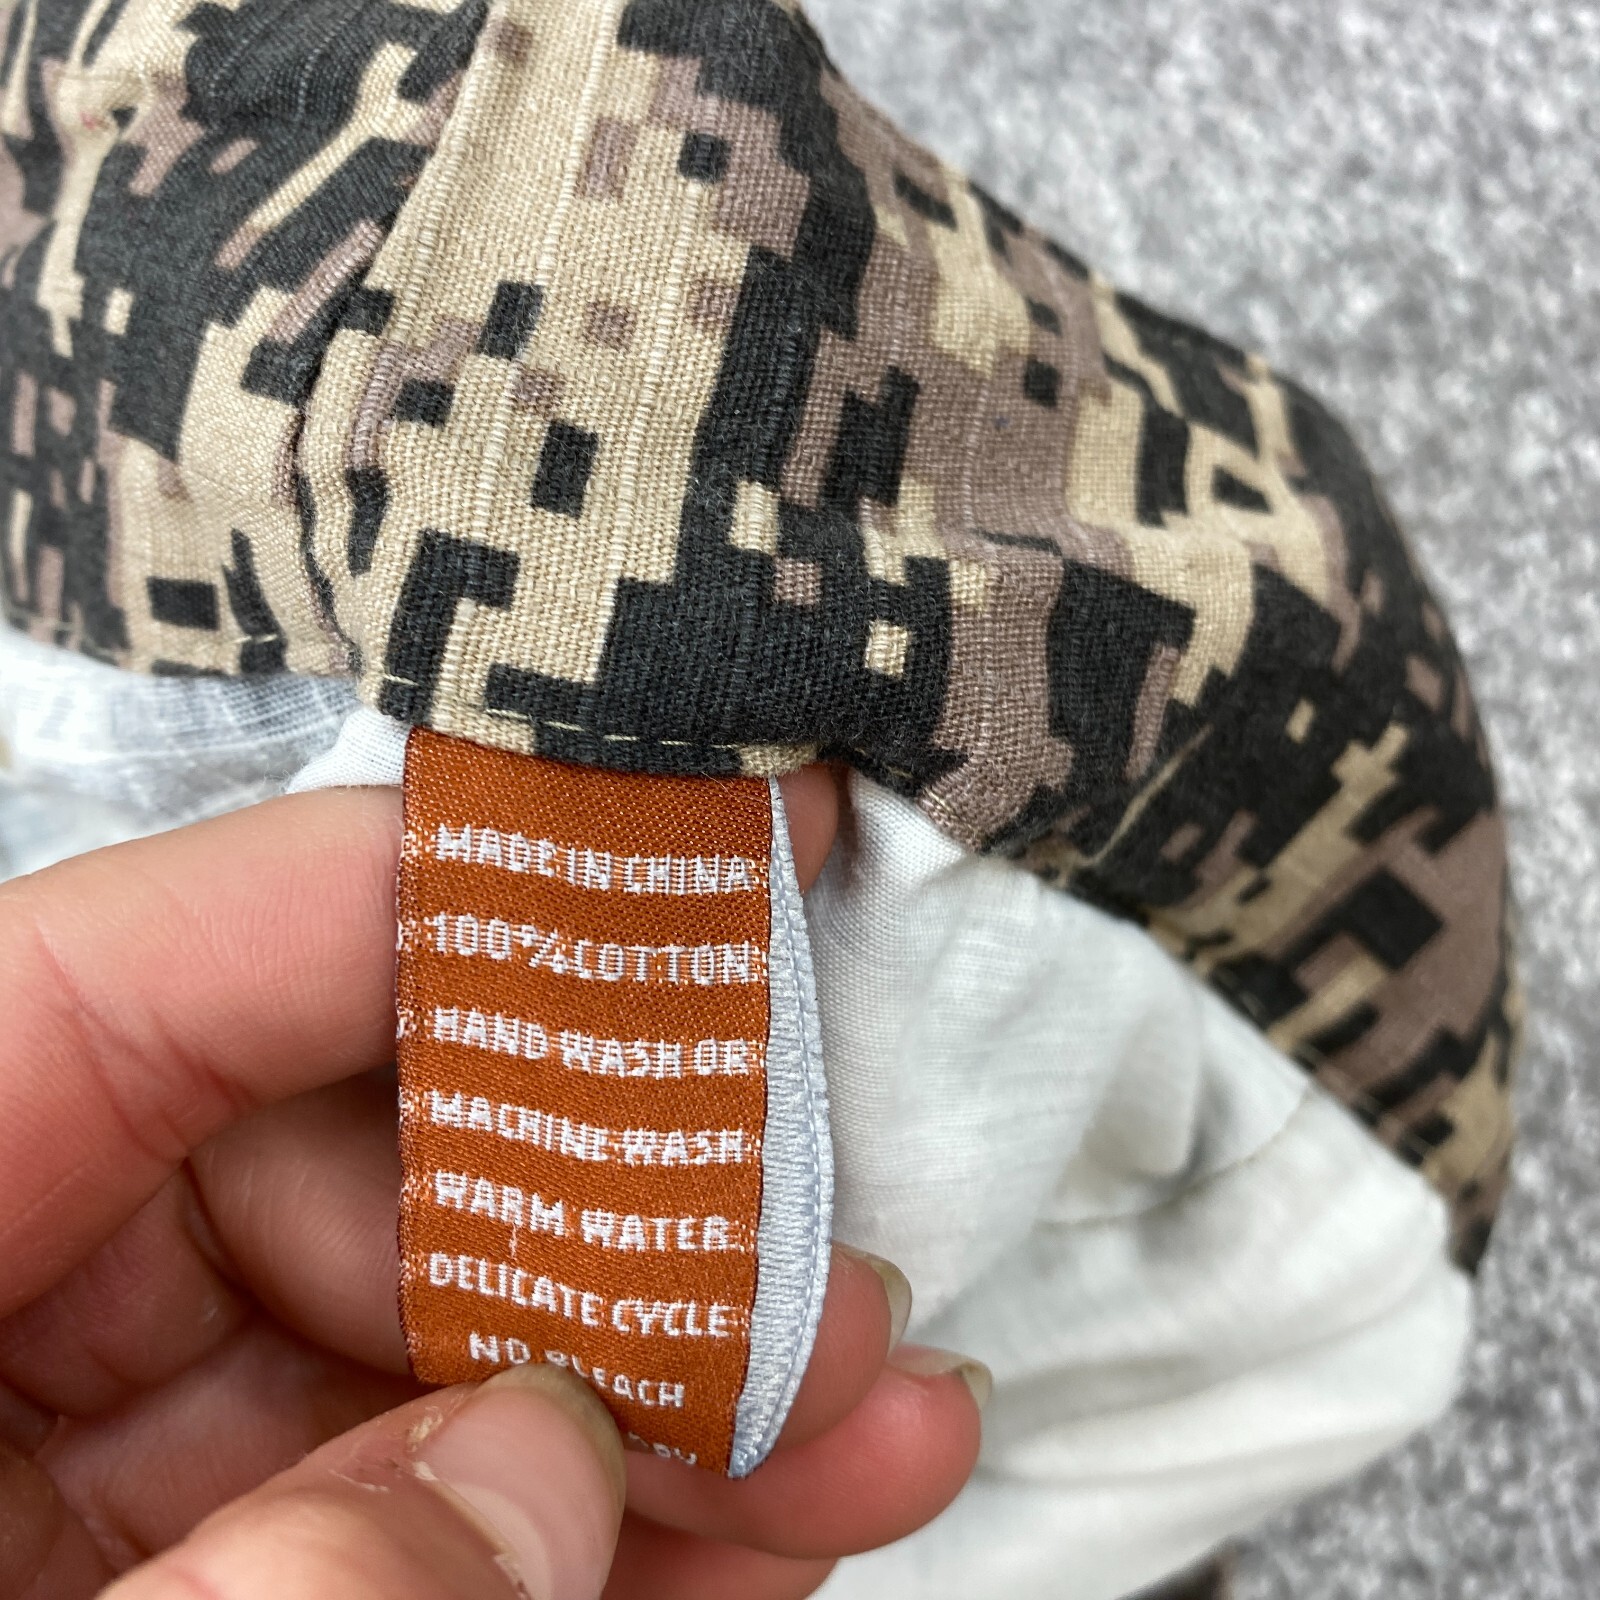 MADE IN CHINA
100% COTTON
HAND WASH OR
MACHINE WASH
WARM WATER
DELICATE CYCLE
NO BLEACH